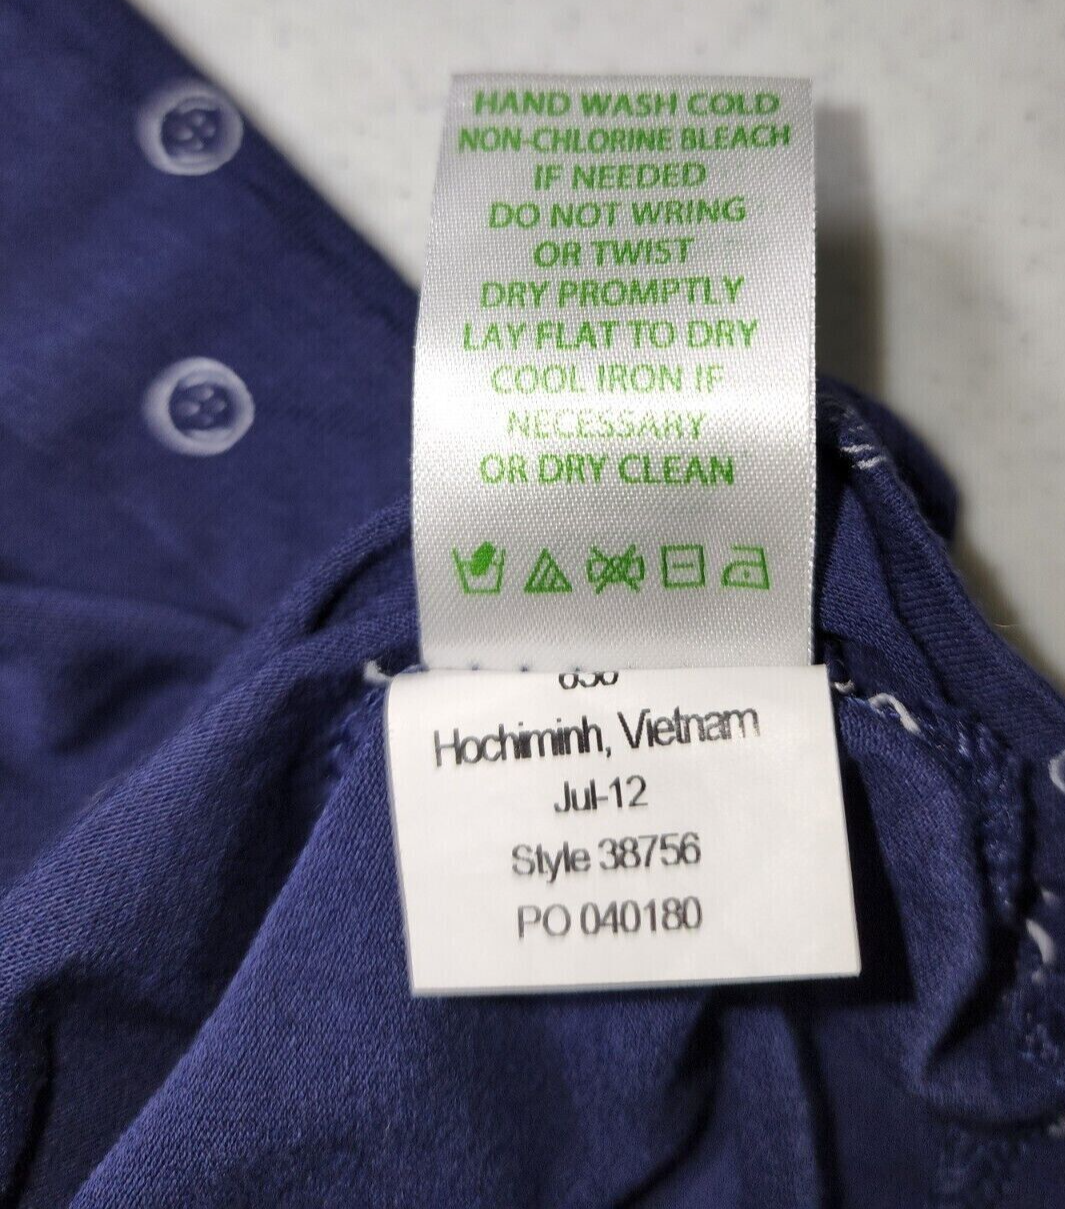 HAND WASH COLD
NON-CHLORINE BLEACH
IF NEEDED
DO NOT WRING
OR TWIST
DRY PROMPTLY
LAY FLAT TO DRY
COOL IRON IF
NECESSARY
OR DRY CLEAN
Hochiminh, Vietnam
Jul-12
Style 38756
PO 040180